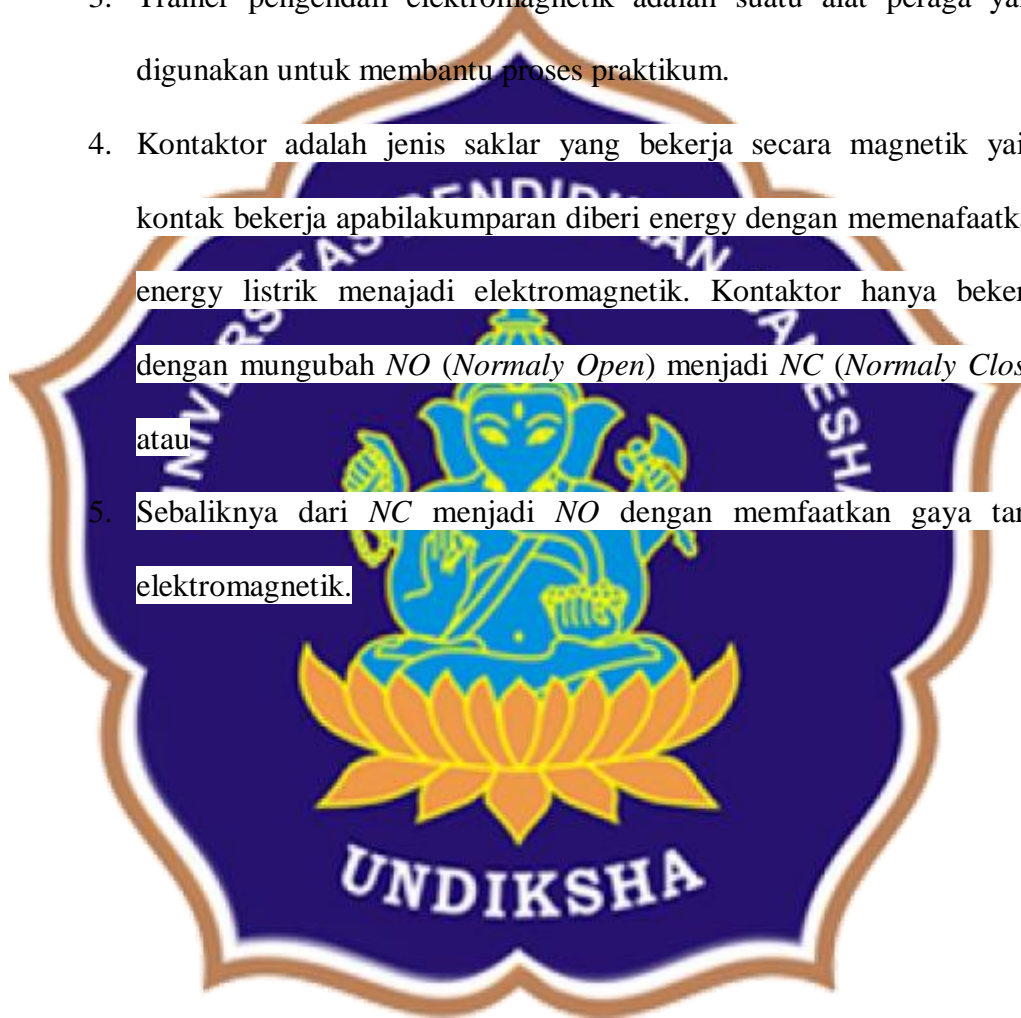 3. Trainer pengendali elektromagnetik adalah suatu alat peraga
digunakan untuk membantu proses praktikum.
4. Kontaktor adalah jenis saklar yang bekerja secara magnetik yai
kontak bekerja apabilakumparan diberi energy dengan memenafaatk
energy listrik menajadi elektromagnetik. Kontaktor hanya beker
dengan mungubah NO (Normaly Open) menjadi NC (Normaly Clos
atau
5. Sebaliknya dari NC menjadi NO dengan memfaatkan gaya tar
elektromagnetik.
UNDIKSHA